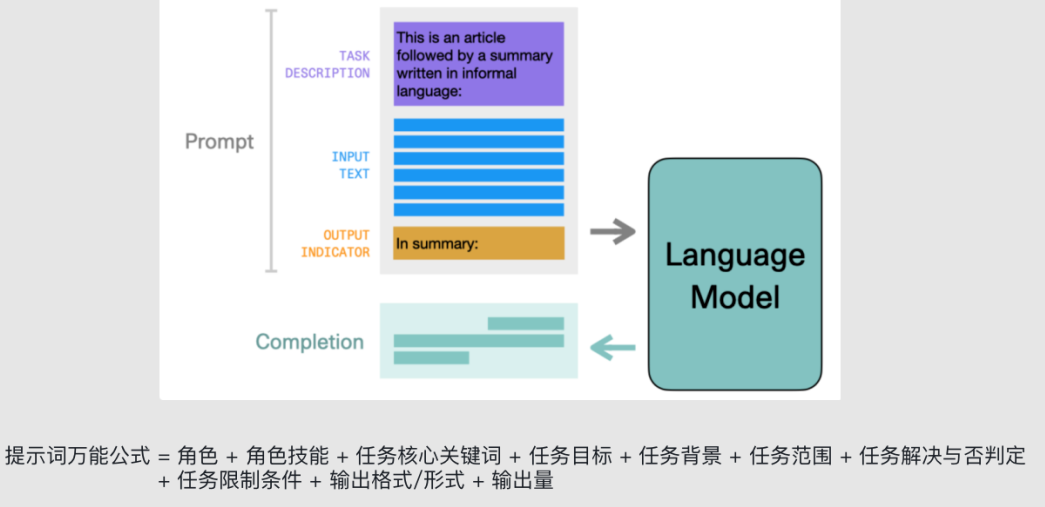 TASK
DESCRIPTION
This is an article
followed by a summary
written in informal
language:
Prompt
INPUT
TEXT
OUTPUT
INDICATOR
In summary:
Language
Model
Completion
提示词万能公式 = 角色 + 角色技能 + 任务核心关键词 + 任务目标 + 任务背景 + 任务范围 + 任务解决与否判定
+ 任务限制条件 + 输出格式/形式 + 输出量